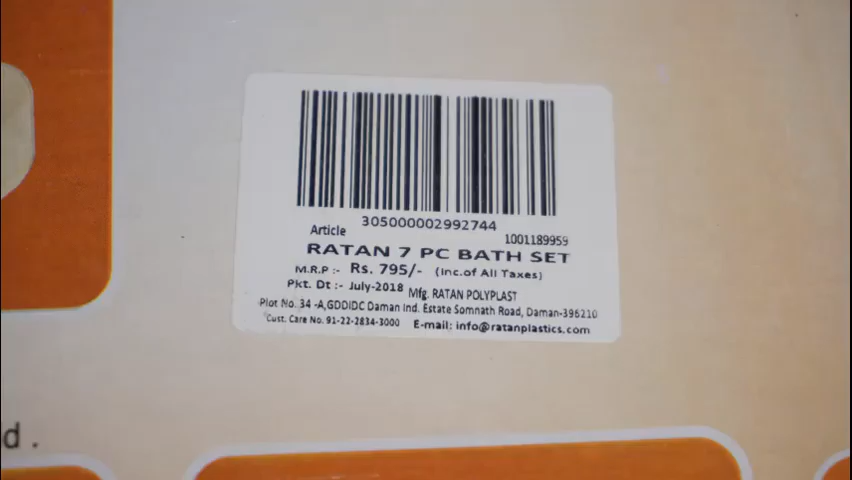 305000002992744
Article 1001189959
RATAN 7 PC BATH SET
M.R.P :- Rs. 795/- (Inc.of All Taxes)
Pkt. Dt :- July-2018 Mfg. RATAN POLYPLAST
Plot No. 34 -A,GDDIDC Daman Ind. Estate Somnath Road, Daman-396210
Cust. Care No. 91-22-2834-3000 E-mail: info@ratanplastics.com
d.